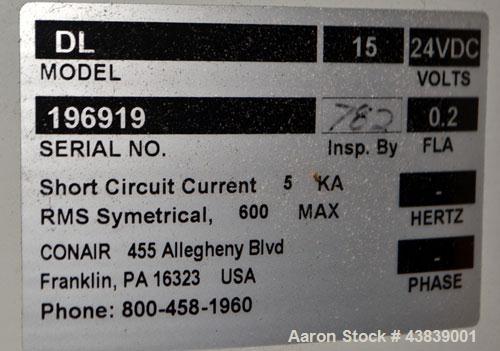 DL 15 24VDC
MODEL VOLTS
196919 782 0.2
SERIAL NO. Insp. By FLA
Short Circuit Current 5 KA -
RMS Symetrical, 600 MAX HERTZ
CONAIR 455 Allegheny Blvd -
Franklin, PA 16323 USA PHASE
Phone: 800-458-1960
Aaron Stock # 43839001